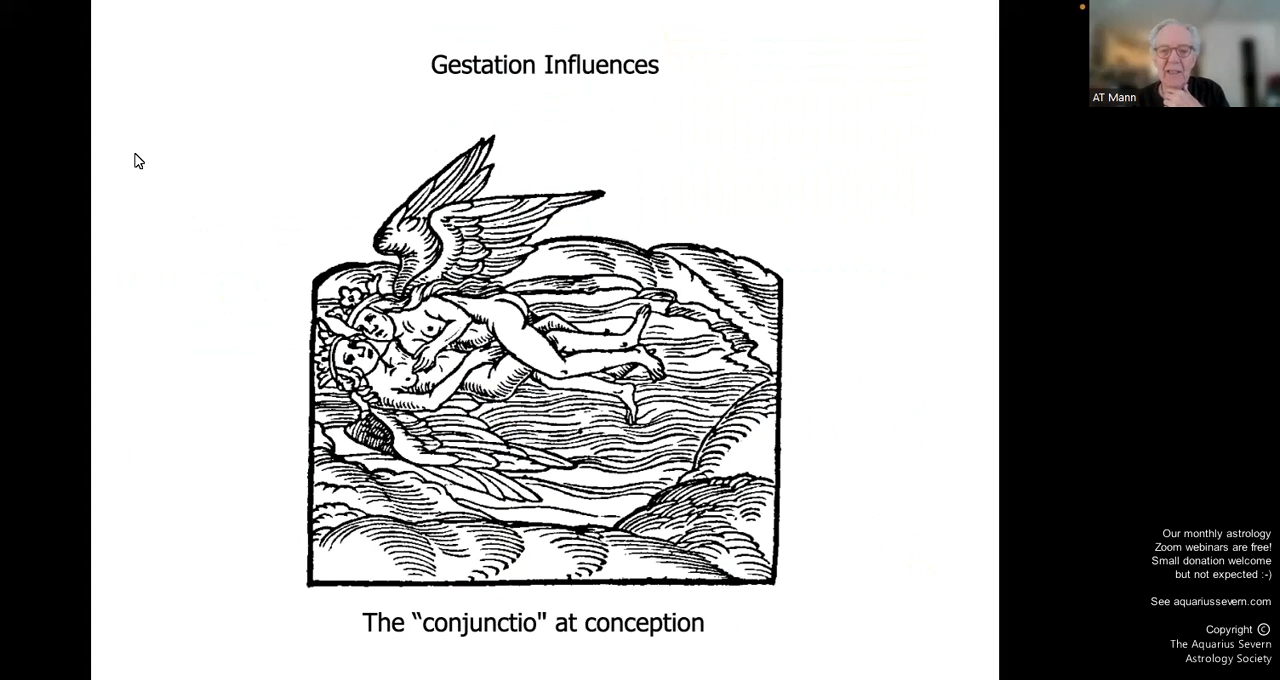 Gestation Influences
AT Mann
The “conjunctio" at conception
Our monthly astrology
Zoom webinars are free!
Small donation welcome
but not expected :-)
See aquariussevern.com
Copyright ©
The Aquarius Severn
Astrology Society